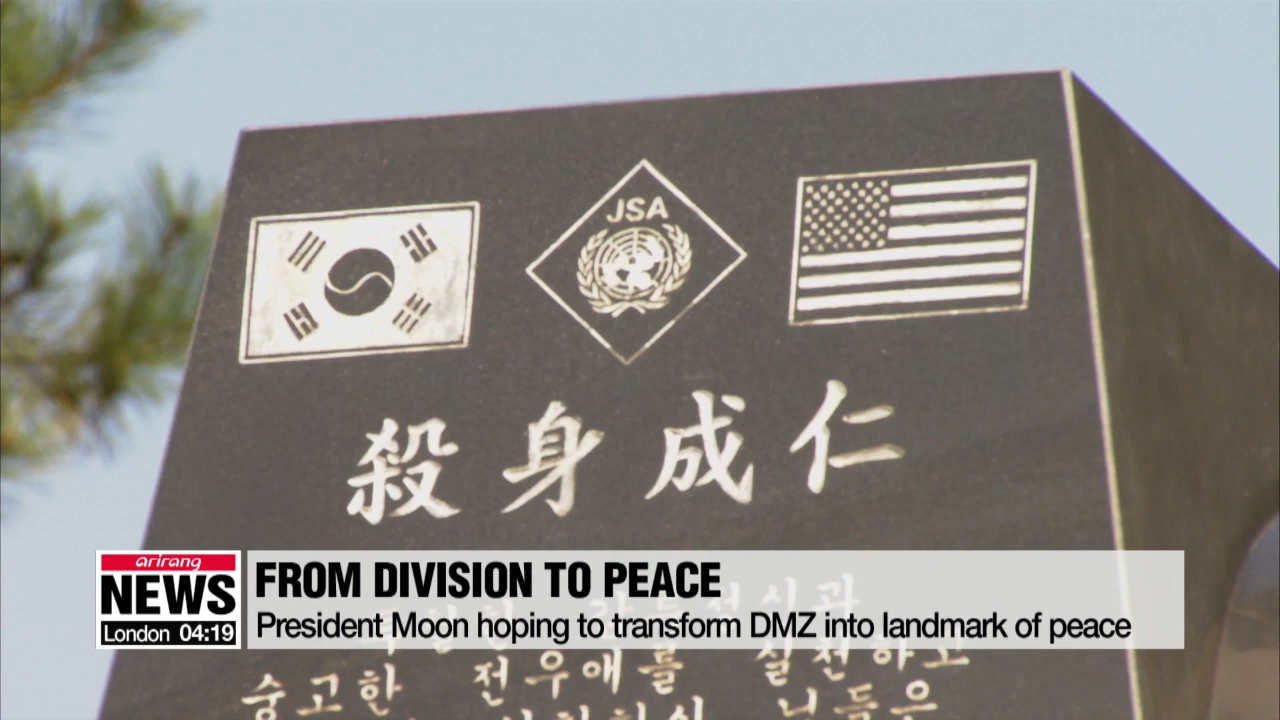 JSA
殺身成仁
arirang
NEWS
London 04:19
FROM DIVISION TO PEACE
President Moon hoping to transform DMZ into landmark of peace
숭고한 전우애를 실천하고